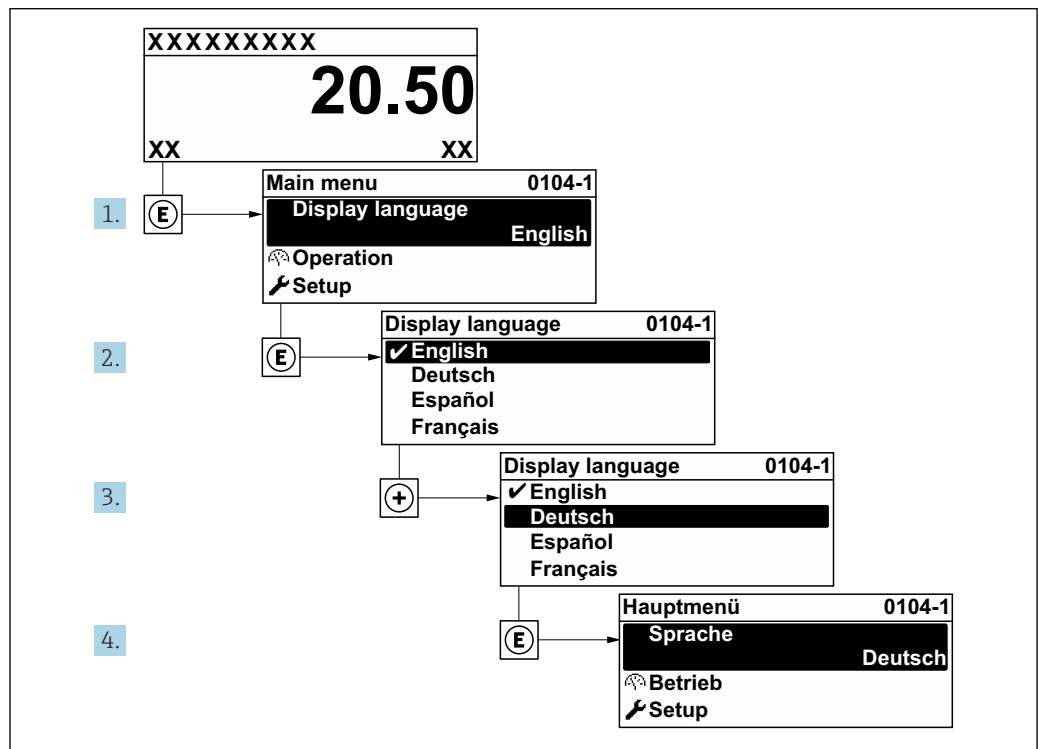 XXXXXXXXX
20.50
XX XX
1. E
Main menu 0104-1
Display language
English
Operation
Setup
2. E
Display language 0104-1
✔English
Deutsch
Español
Français
3. +
Display language 0104-1
✔English
Deutsch
Español
Français
4. E
Hauptmenü 0104-1
Sprache
Deutsch
Betrieb
Setup